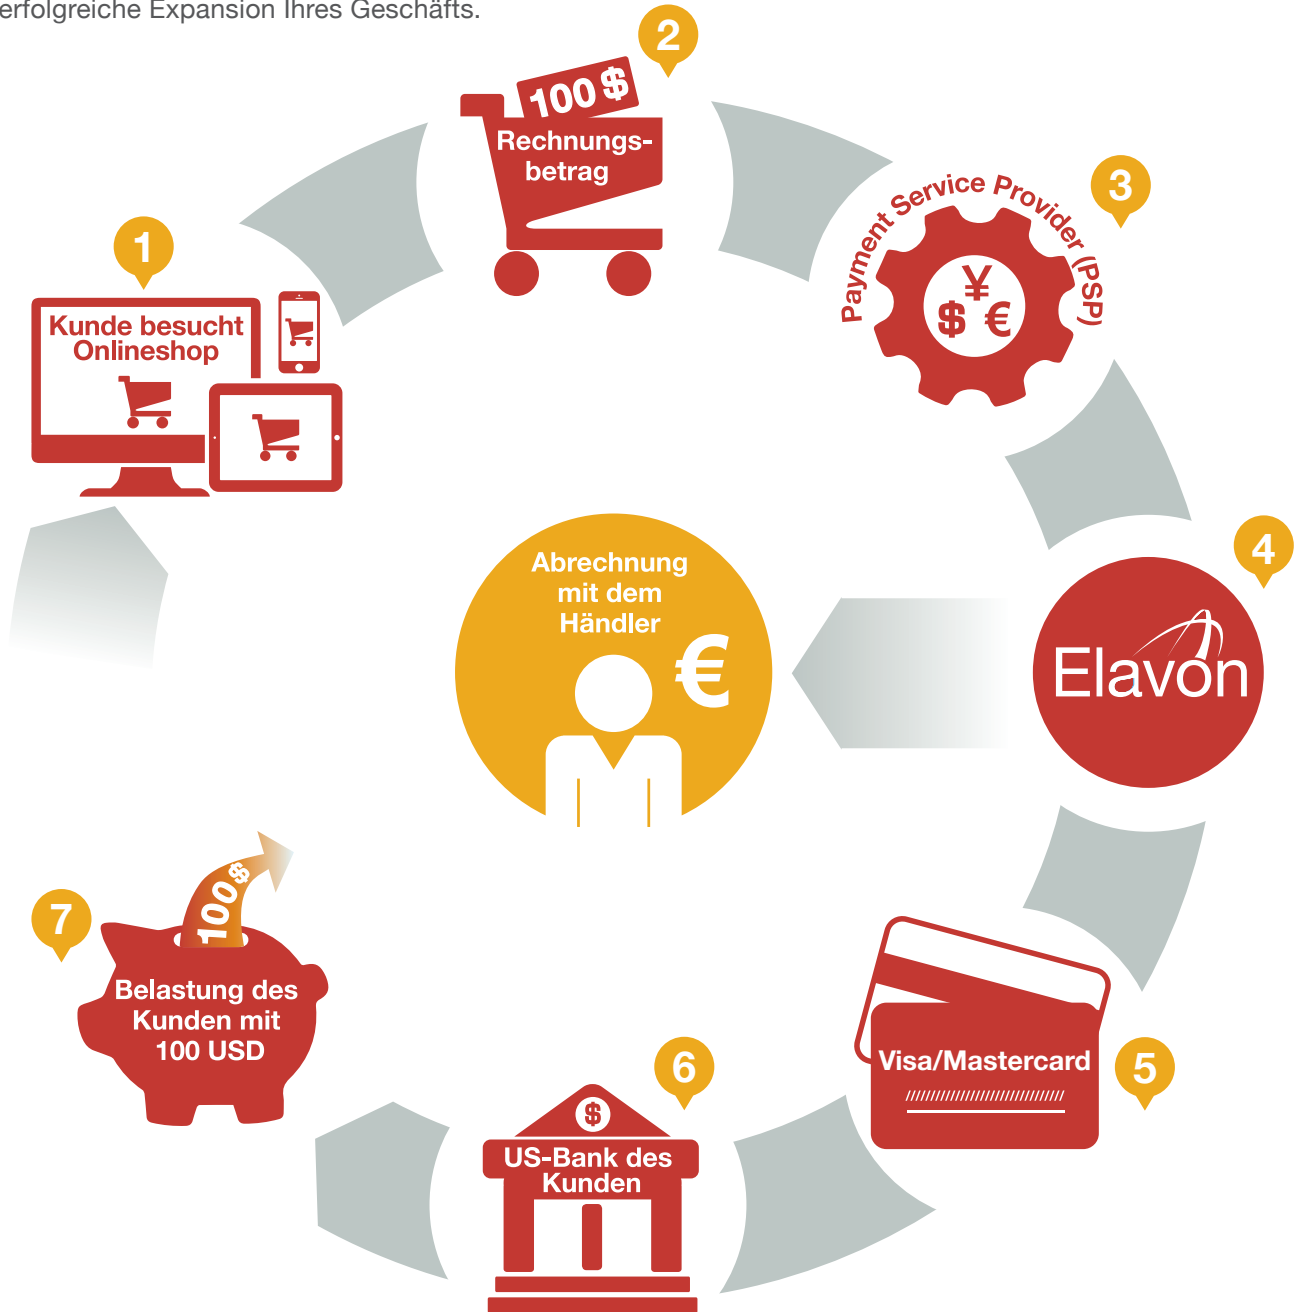 erfolgreiche Expansion Ihres Geschäfts.
1
Kunde besucht
Onlineshop
2
100 $
Rechnungs-
betrag
3
Payment Service Provider (PSP)
¥
$ €
4
Elavon
Abrechnung
mit dem
Händler
€
5
Visa/Mastercard
6
$
US-Bank des
Kunden
7
100 $
Belastung des
Kunden mit
100 USD